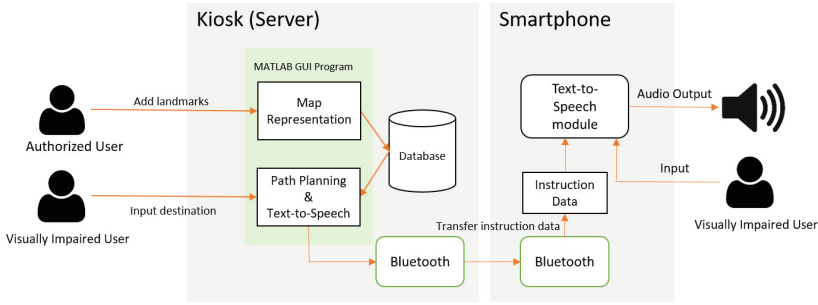 Kiosk (Server)
Smartphone
MATLAB GUI Program
Add landmarks
Map
Representation
Authorized User
Database
Text-to-
Speech
module
Audio Output
Input
Path Planning
&
Text-to-Speech
Input destination
Visually Impaired User
Instruction
Data
Visually Impaired User
Transfer instruction data
Bluetooth
Bluetooth